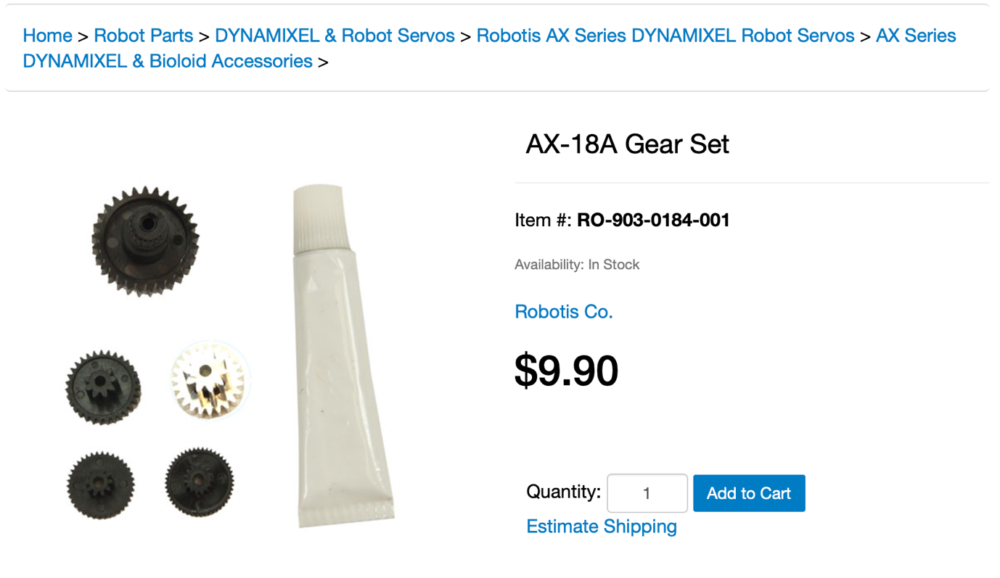 Home > Robot Parts > DYNAMIXEL & Robot Servos > Robotis AX Series DYNAMIXEL Robot Servos > AX Series
DYNAMIXEL & Bioloid Accessories >
AX-18A Gear Set
Item #: RO-903-0184-001
Availability: In Stock
Robotis Co.
$9.90
Quantity: 1 Add to Cart
Estimate Shipping